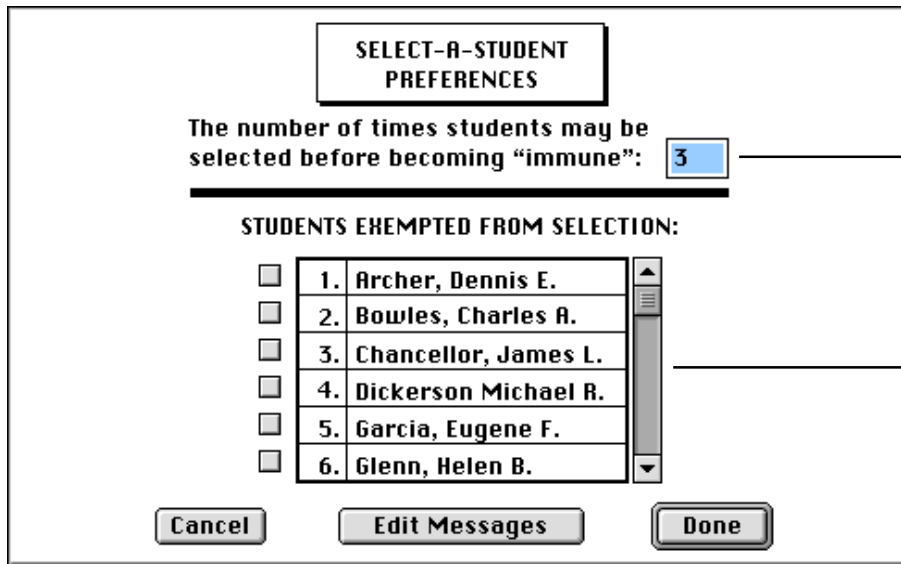 SELECT-A-STUDENT
PREFERENCES
The number of times students may be
selected before becoming “immune”: 3
STUDENTS EXEMPTED FROM SELECTION:
1. Archer, Dennis E.
2. Bowles, Charles A.
3. Chancellor, James L.
4. Dickerson Michael R.
5. Garcia, Eugene F.
6. Glenn, Helen B.
Cancel Edit Messages Done